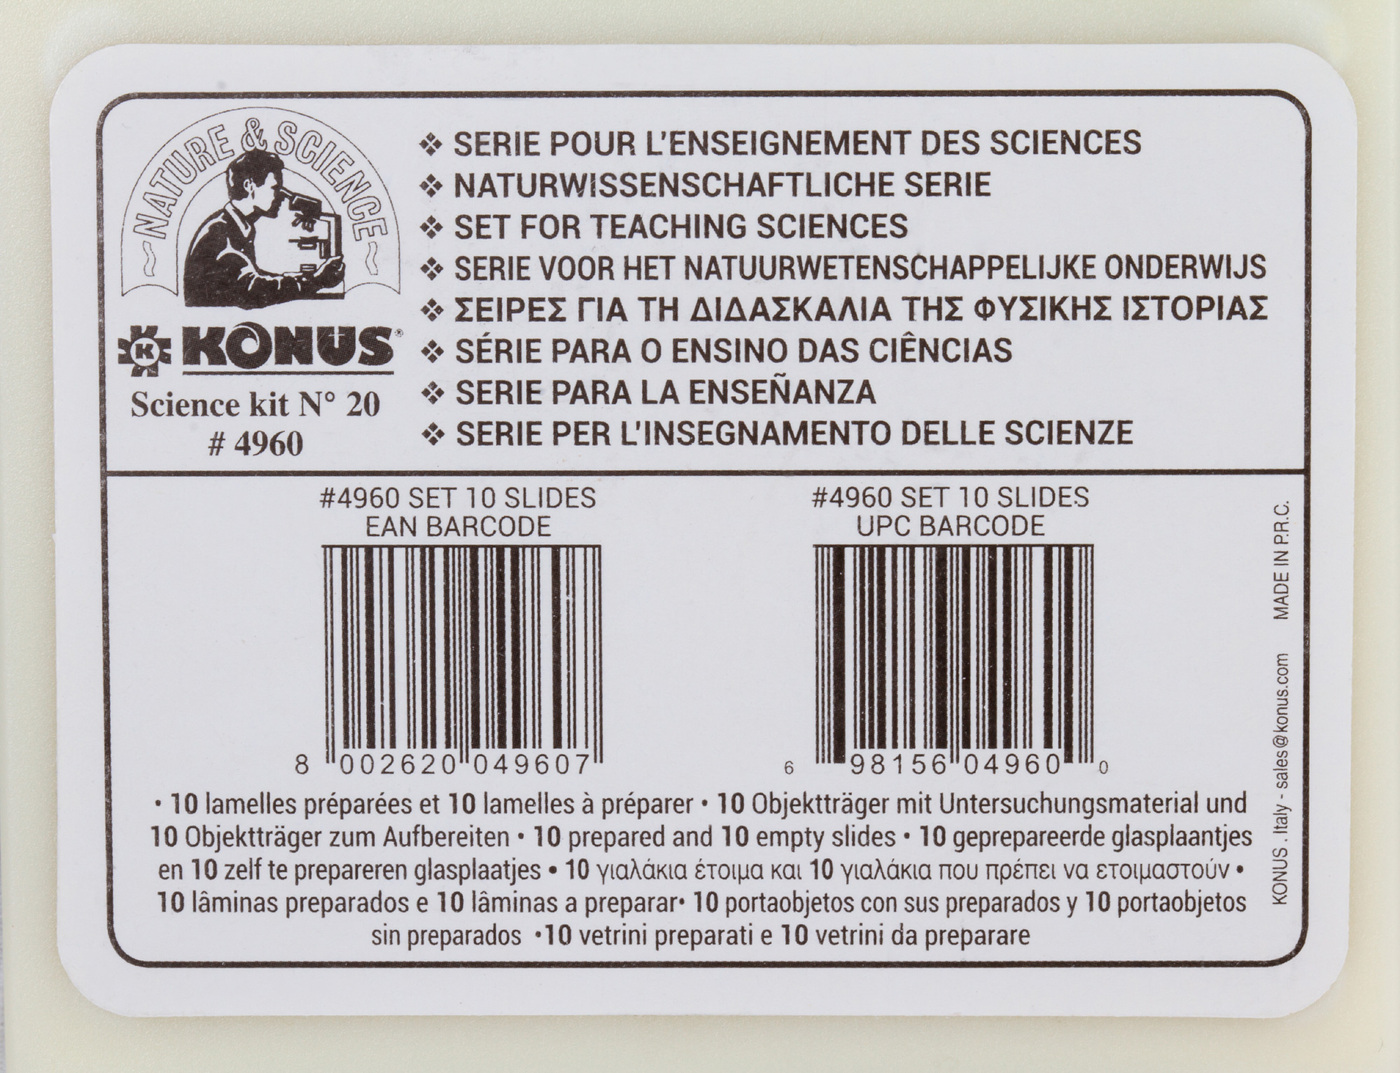 NATURE & SCIENCE
KONUS®
Science kit N° 20
# 4960
❖ SERIE POUR L'ENSEIGNEMENT DES SCIENCES
❖ NATURWISSENSCHAFTLICHE SERIE
❖ SET FOR TEACHING SCIENCES
❖ SERIE VOOR HET NATUURWETENSCHAPPELIJKE ONDERWIJS
❖ ΣΕΙΡΕΣ ΓΙΑ ΤΗ ΔΙΔΑΣΚΑΛΙΑ ΤΗΣ ΦΥΣΙΚΗΣ ΙΣΤΟΡΙΑΣ
❖ SÉRIE PARA O ENSINO DAS CIÊNCIAS
❖ SERIE PARA LA ENSEÑANZA
❖ SERIE PER L'INSEGNAMENTO DELLE SCIENZE
#4960 SET 10 SLIDES
EAN BARCODE
8 002620 049607
#4960 SET 10 SLIDES
UPC BARCODE
6 98156 04960 0
• 10 lamelles préparées et 10 lamelles à préparer • 10 Objektträger mit Untersuchungsmaterial und
10 Objektträger zum Aufbereiten • 10 prepared and 10 empty slides • 10 geprepareerde glasplaantjes
en 10 zelf te prepareren glasplaatjes • 10 γιαλάκια έτοιμα και 10 γιαλάκια που πρέπει να ετοιμαστούν •
10 lâminas preparados e 10 lâminas a preparar• 10 portaobjetos con sus preparados y 10 portaobjetos
sin preparados •10 vetrini preparati e 10 vetrini da preparare
KONUS . Italy - sales@konus.com MADE IN P.R.C.